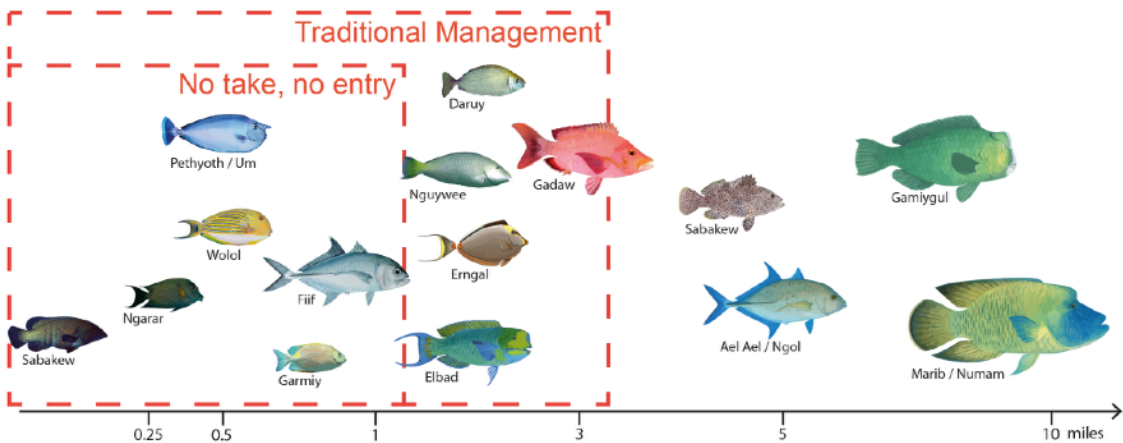 Traditional Management
No take, no entry
Daruy
Pethyoth / Um
Nguywee
Gadaw
Gamiygul
Sabakew
Wolol
Erngal
Fiif
Ngarar
Ael Ael / Ngol
Sabakew
Garmiy
Elbad
Marib / Numam
0.25 0.5 1 3 5 10 miles